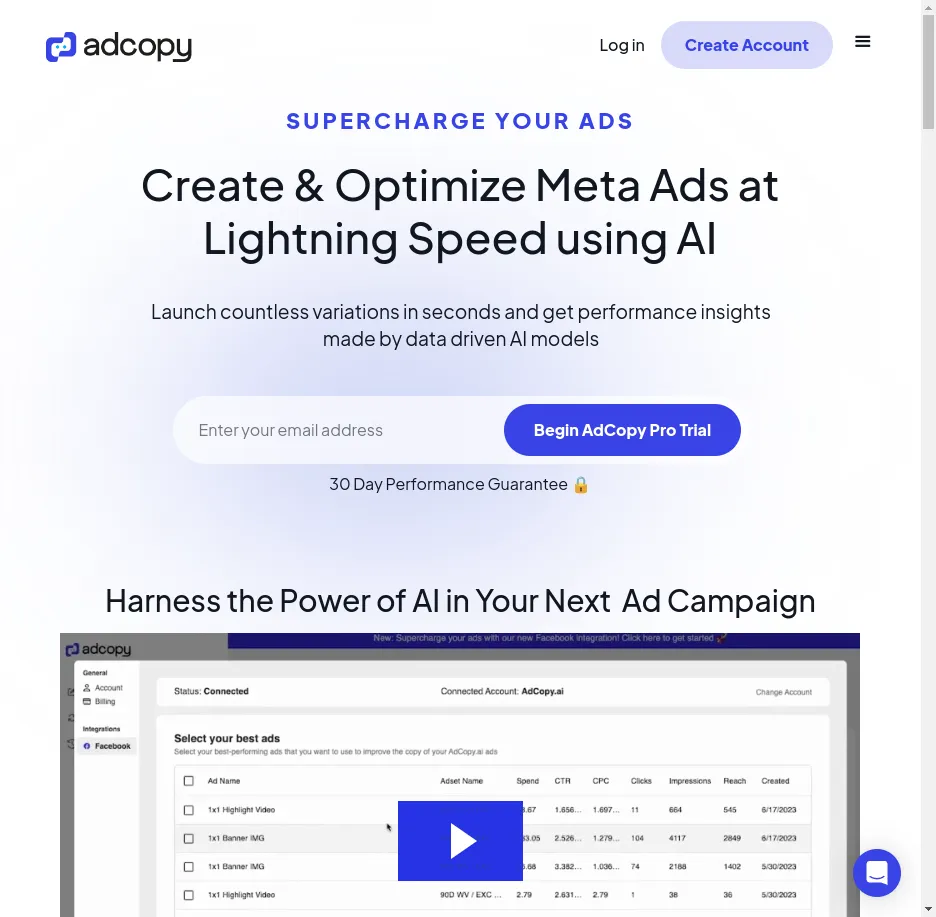 adcopy
Log in
Create Account
SUPERCHARGE YOUR ADS
Create & Optimize Meta Ads at
Lightning Speed using AI
Launch countless variations in seconds and get performance insights
made by data driven AI models
Enter your email address
Begin AdCopy Pro Trial
30 Day Performance Guarantee 🔒
Harness the Power of AI in Your Next Ad Campaign
New: Supercharge your ads with our new Facebook Integration! Click here to get started 🚀
adcopy
General
Account
Billing
Integrations
Facebook
Status: Connected
Connected Account: AdCopy.ai
Change Account
Select your best ads
Select your best-performing ads that you want to use to improve the copy of your AdCopy.ai ads
Ad Name Adset Name Spend CTR CPC Clicks Impressions Reach Created
1x1 Highlight Video 3.67 1.656... 1.697... 11 664 545 6/17/2023
1x1 Banner IMG 33.05 2.526... 1.279... 104 4117 2849 6/17/2023
1x1 Banner IMG .68 3.382... 1.036... 74 2188 1402 5/30/2023
1x1 Highlight Video 90D WV / EXC ... 2.79 2.631... 2.79 1 38 36 5/30/2023